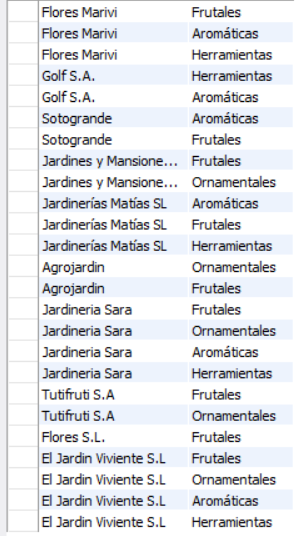 Flores Marivi Frutales
Flores Marivi Aromáticas
Flores Marivi Herramientas
Golf S.A. Herramientas
Golf S.A. Aromáticas
Sotogrande Aromáticas
Sotogrande Frutales
Jardines y Mansione... Frutales
Jardines y Mansione... Ornamentales
Jardinerías Matías SL Aromáticas
Jardinerías Matías SL Frutales
Jardinerías Matías SL Herramientas
Agrojardin Ornamentales
Agrojardin Frutales
Jardineria Sara Frutales
Jardineria Sara Ornamentales
Jardineria Sara Aromáticas
Jardineria Sara Herramientas
Tutifruti S.A Frutales
Tutifruti S.A Ornamentales
Flores S.L. Frutales
El Jardin Viviente S.L Frutales
El Jardin Viviente S.L Ornamentales
El Jardin Viviente S.L Aromáticas
El Jardin Viviente S.L Herramientas